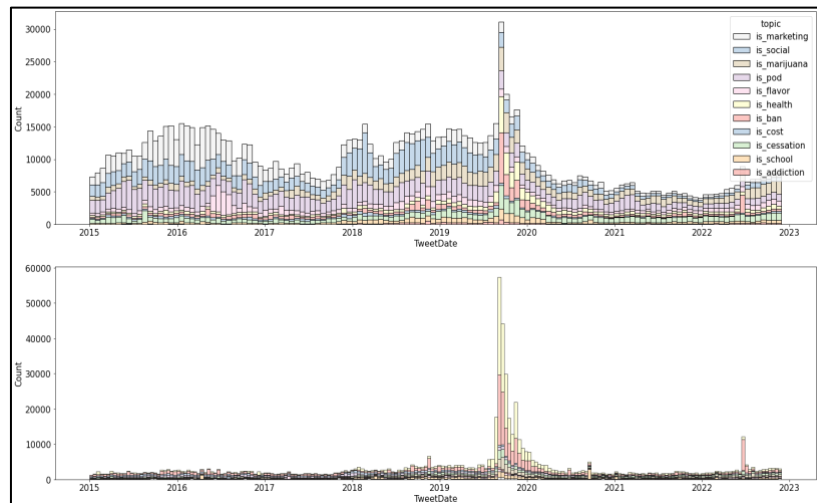 topic
is_marketing
is_social
is_marijuana
is_pod
is_flavor
is_health
is_ban
is_cost
is_cessation
is_school
is_addiction
Count
30000
25000
20000
15000
10000
5000
0
2015 2016 2017 2018 2019 2020 2021 2022 2023
TweetDate
Count
60000
50000
40000
30000
20000
10000
0
2015 2016 2017 2018 2019 2020 2021 2022 2023
TweetDate